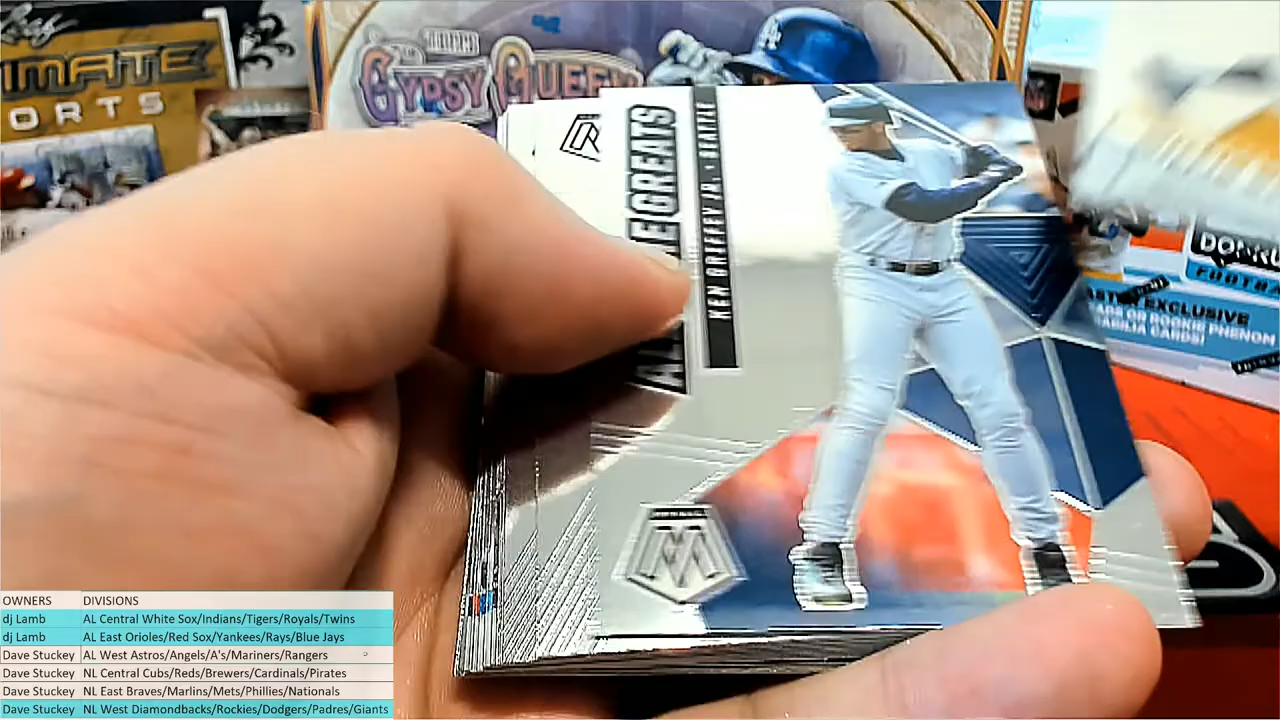 Leaf
IMATE
ORTS
GYPSY QUEEN
LA
GREATS
KEN GRIFFEY JR. • SEATTLE
EXCLUSIVE
OR ROOKIE PHENOM
CARDS!
OWNERS DIVISIONS
dj Lamb AL Central White Sox/Indians/Tigers/Royals/Twins
dj Lamb AL East Orioles/Red Sox/Yankees/Rays/Blue Jays
Dave Stuckey AL West Astros/Angels/A's/Mariners/Rangers
Dave Stuckey NL Central Cubs/Reds/Brewers/Cardinals/Pirates
Dave Stuckey NL East Braves/Marlins/Mets/Phillies/Nationals
Dave Stuckey NL West Diamondbacks/Rockies/Dodgers/Padres/Giants